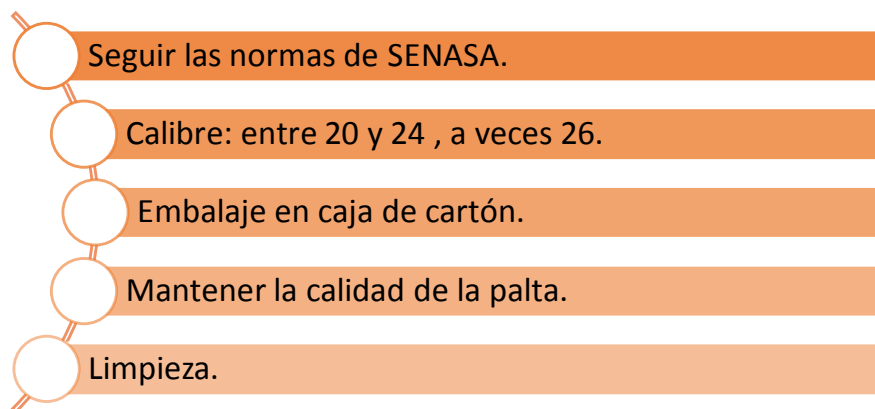 Seguir las normas de SENASA.
Calibre: entre 20 y 24 , a veces 26.
Embalaje en caja de cartón.
Mantener la calidad de la palta.
Limpieza.